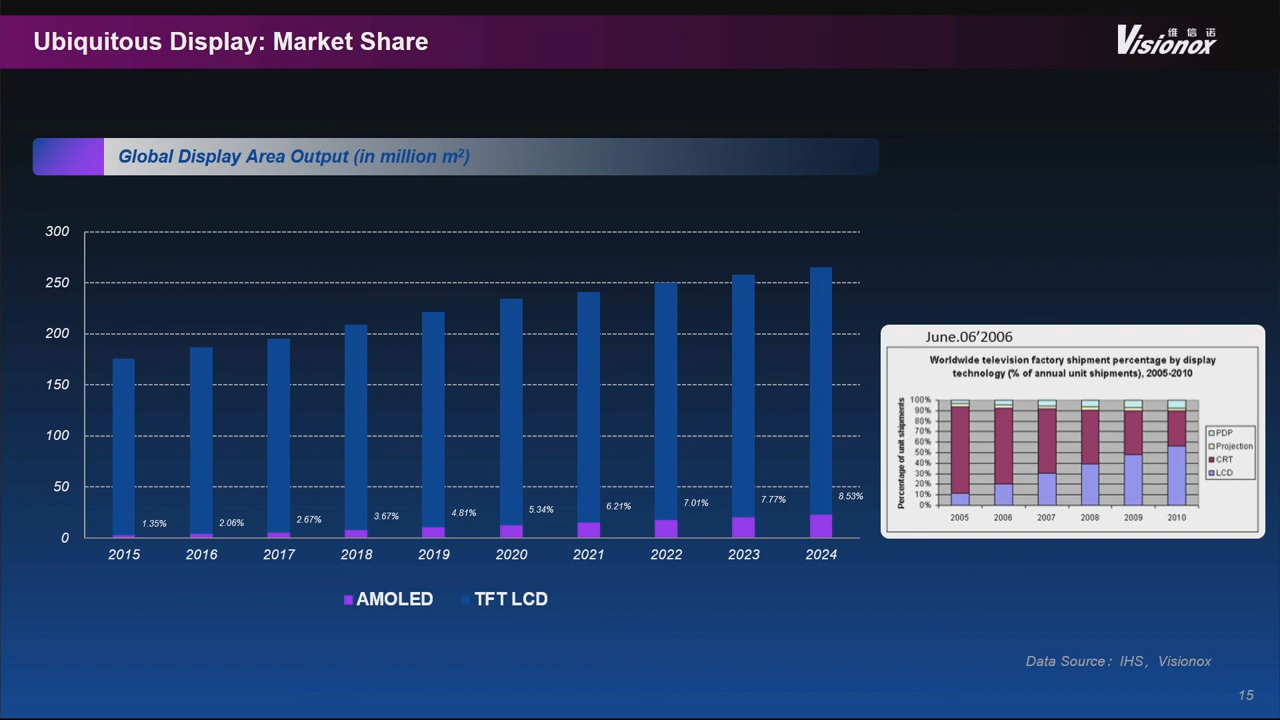 Ubiquitous Display: Market Share
维信诺
Visionox
Global Display Area Output (in million m²)
300
250
200
150
100
50
0
1.35%
2.06%
2.67%
3.67%
4.81%
5.34%
6.21%
7.01%
7.77%
8.53%
2015 2016 2017 2018 2019 2020 2021 2022 2023 2024
AMOLED TFT LCD
June.06’2006
Worldwide television factory shipment percentage by display
technology (% of annual unit shipments), 2005-2010
Percentage of unit shipments
100%
90%
80%
70%
60%
50%
40%
30%
20%
10%
0%
2005 2006 2007 2008 2009 2010
PDP
Projection
CRT
LCD
Data Source：IHS，Visionox
15